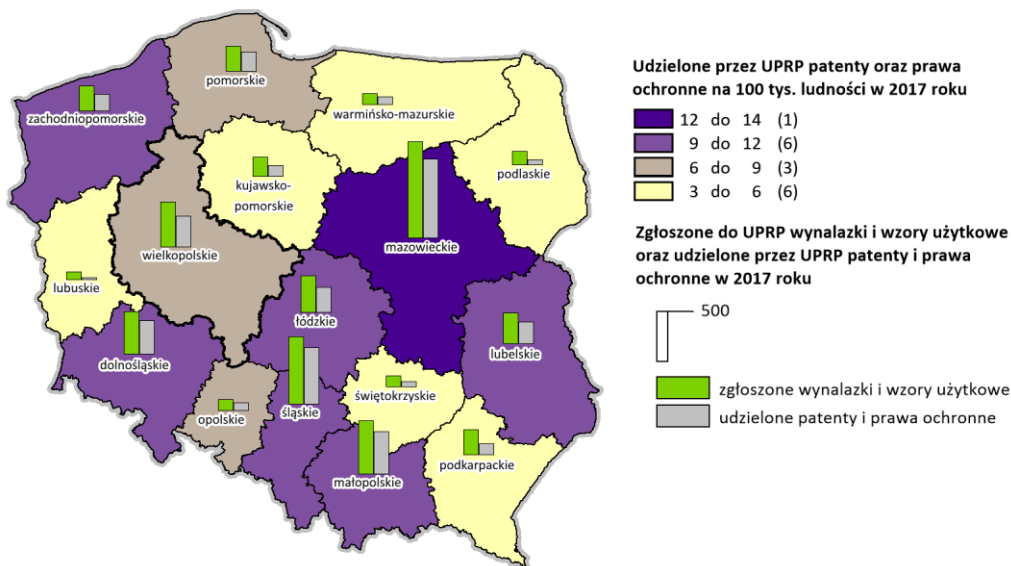 pomorskie
zachodniopomorskie
warmińsko-mazurskie
podlaskie
kujawsko-
pomorskie
mazowieckie
wielkopolskie
lubuskie
łódzkie
lubelskie
dolnośląskie
świętokrzyskie
śląskie
opolskie
podkarpackie
małopolskie
Udzielone przez UPRP patenty oraz prawa
ochronne na 100 tys. ludności w 2017 roku
12 do 14 (1)
9 do 12 (6)
6 do 9 (3)
3 do 6 (6)
Zgłoszone do UPRP wynalazki i wzory użytkowe
oraz udzielone przez UPRP patenty i prawa
ochronne w 2017 roku
500
zgłoszone wynalazki i wzory użytkowe
udzielone patenty i prawa ochronne